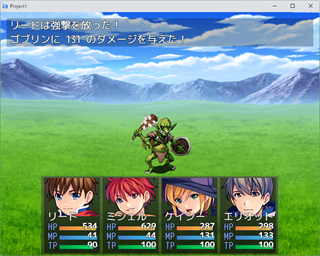 Project1
リードは強撃を放った！
ゴブリンに 131 のダメージを与えた！
リード ミシェルー ケイシー エリオット
HP 534 HP 629 HP 287 HP 298
MP 41 MP 44 MP 131 MP 133
TP 90 TP 100 TP 100 TP 100